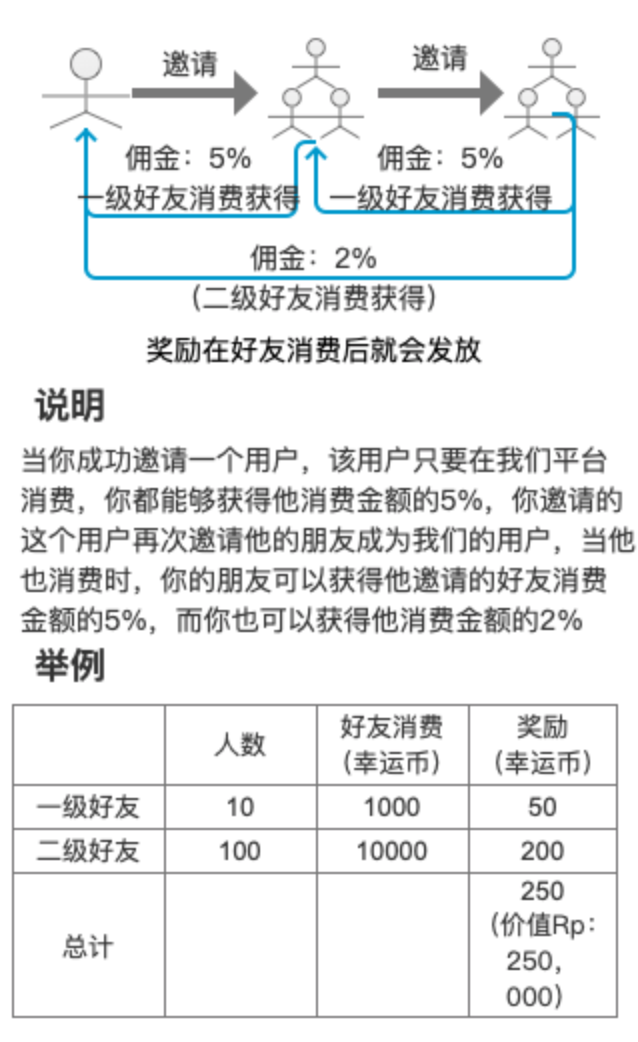 邀请
邀请
佣金：5%
佣金：5%
一级好友消费获得
一级好友消费获得
佣金：2%
（二级好友消费获得）
奖励在好友消费后就会发放
说明
当你成功邀请一个用户，该用户只要在我们平台
消费，你都能够获得他消费金额的5%，你邀请的
这个用户再次邀请他的朋友成为我们的用户，当他
也消费时，你的朋友可以获得他邀请的好友消费
金额的5%，而你也可以获得他消费金额的2%
举例
人数
好友消费
（幸运币）
奖励
（幸运币）
一级好友 10 1000 50
二级好友 100 10000 200
总计
250
（价值Rp：
250，
000）